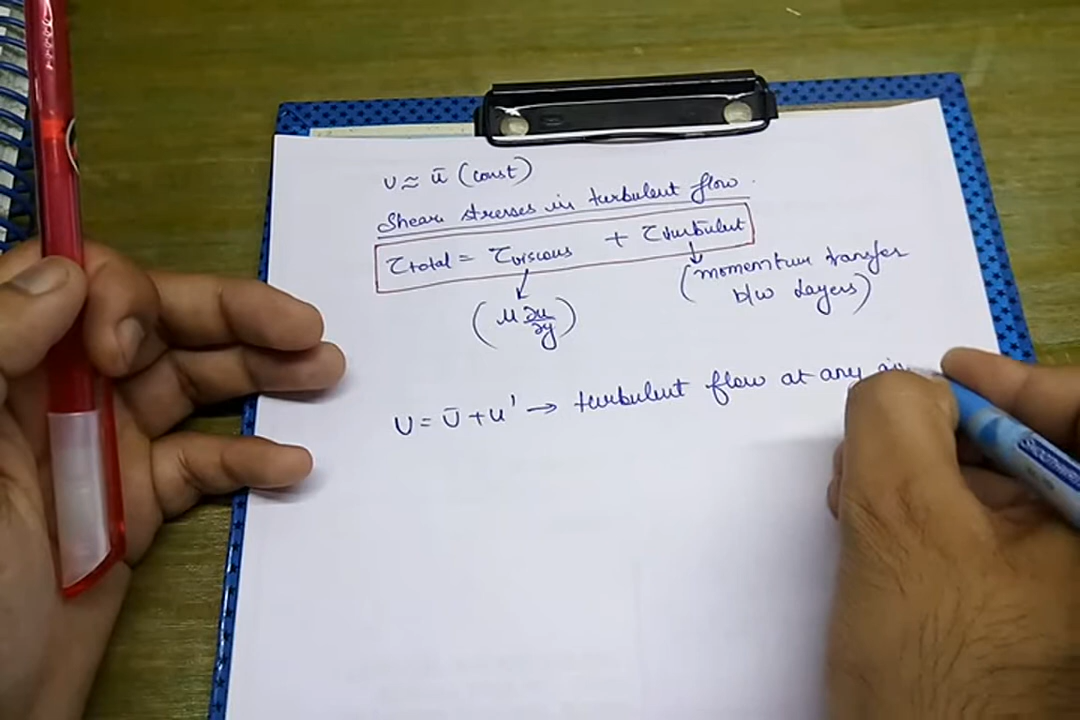 υ ≈ ū (const)
Shear stresses in turbulent flow.
τtotal = τviscous + τturbulent
(momentum transfer
b/w layers)
(μ ∂u/∂y)
U = Ū + u' → turbulent flow at any